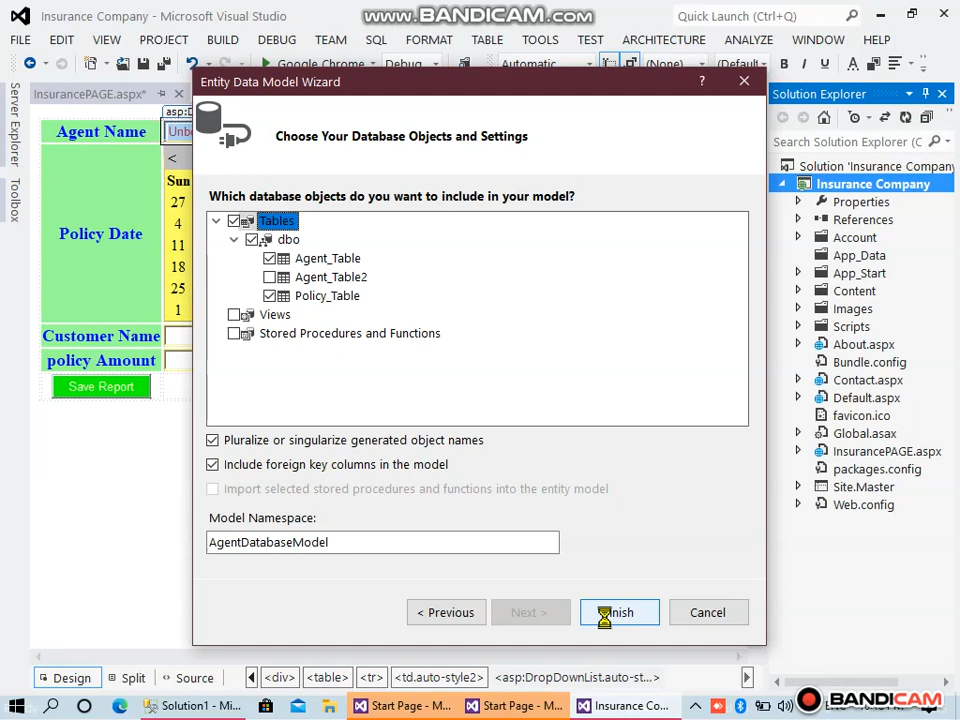 Insurance Company - Microsoft Visual Studio
www.BANDICAM.com
Quick Launch (Ctrl+Q)
FILE EDIT VIEW PROJECT BUILD DEBUG TEAM SQL FORMAT TABLE TOOLS TEST ARCHITECTURE ANALYZE WINDOW HELP
Google Chrome Debug Automatic (None) (Default B I U A
InsurancePAGE.aspx*
Server Explorer
Toolbox
asp:D
Agent Name Unbo
<
Sun
27
4
11
18
25
1
Policy Date
Customer Name
policy Amount
Save Report
Entity Data Model Wizard ?
Choose Your Database Objects and Settings
Which database objects do you want to include in your model?
Tables
dbo
Agent_Table
Agent_Table2
Policy_Table
Views
Stored Procedures and Functions
Pluralize or singularize generated object names
Include foreign key columns in the model
Import selected stored procedures and functions into the entity model
Model Namespace:
AgentDatabaseModel
< Previous Next > Finish Cancel
Solution Explorer
Search Solution Explorer (C
Solution 'Insurance Company
Insurance Company
Properties
References
Account
App_Data
App_Start
Content
Images
Scripts
About.aspx
Bundle.config
Contact.aspx
Default.aspx
favicon.ico
Global.asax
InsurancePAGE.aspx
packages.config
Site.Master
Web.config
Design Split Source <div> <table> <tr> <td.auto-style2> <asp:DropDownList.auto-st...>
Solution1 - Mi... Start Page - M... Start Page - M... Insurance Co...
BANDICAM